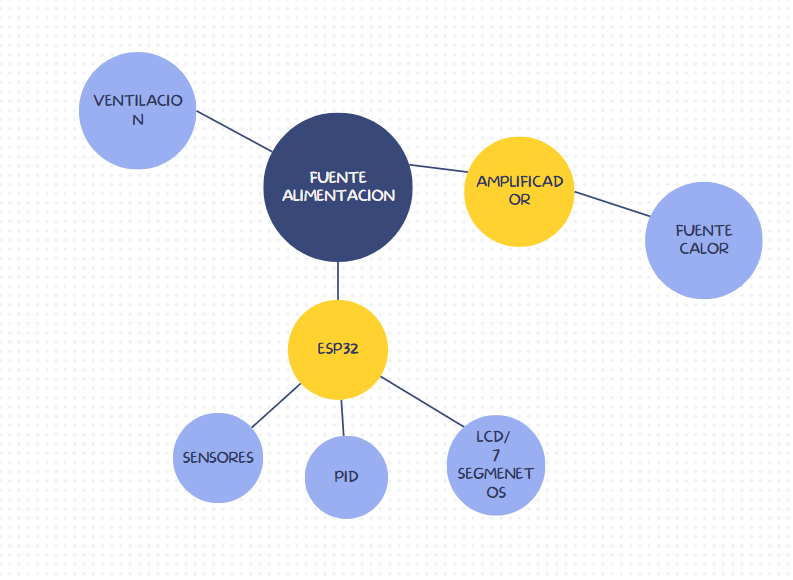 VENTILACIO
N
FUENTE
ALIMENTACION
AMPLIFICAD
OR
FUENTE
CALOR
ESP32
SENSORES
PID
LCD/
7
SEGMENET
OS